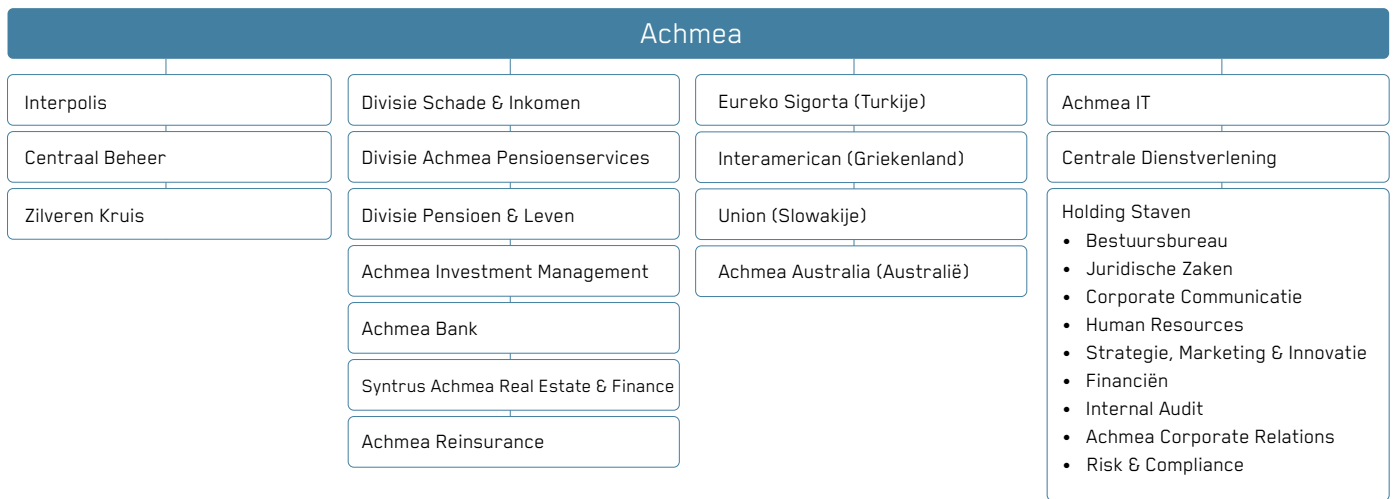 Achmea
Interpolis
Centraal Beheer
Zilveren Kruis
Divisie Schade & Inkomen
Divisie Achmea Pensioenservices
Divisie Pensioen & Leven
Achmea Investment Management
Achmea Bank
Syntrus Achmea Real Estate & Finance
Achmea Reinsurance
Eureko Sigorta (Turkije)
Interamerican (Griekenland)
Union (Slowakije)
Achmea Australia (Australië)
Achmea IT
Centrale Dienstverlening
Holding Staven
• Bestuursbureau
• Juridische Zaken
• Corporate Communicatie
• Human Resources
• Strategie, Marketing & Innovatie
• Financiën
• Internal Audit
• Achmea Corporate Relations
• Risk & Compliance